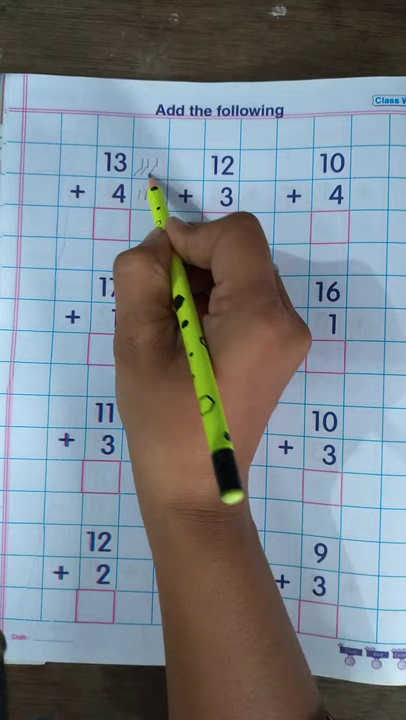 Class W
Add the following
13 12 10
+ 4 + 3 + 4
16
+ 1
11 10
+ 3 + 3
12 9
+ 2 + 3
Date: